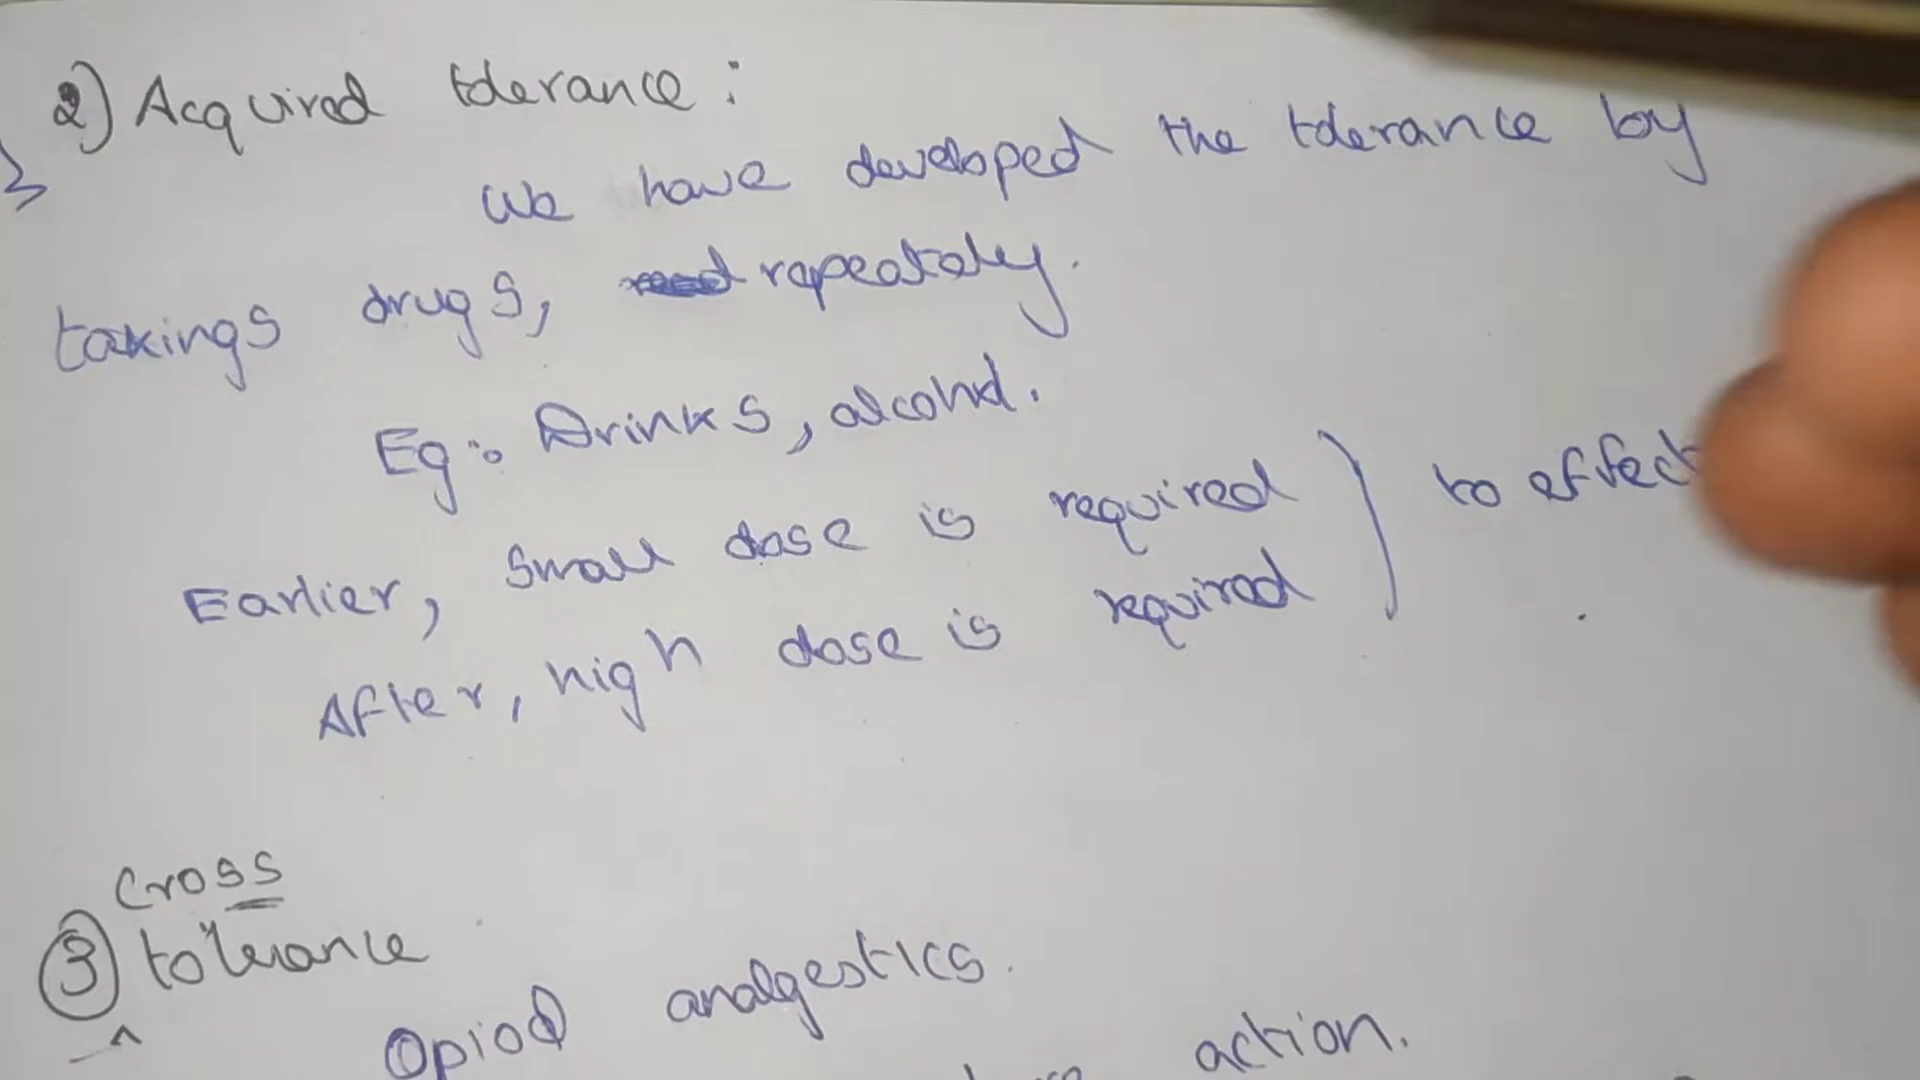 2) Acquired tolerance :
We have developed the tolerance by
takings drugs, repeately.
Eg:- Drinks, alcohol.
Earlier, small dose is required
to effect
After, high dose is required
Cross
3 tolerance
Opiod analgestics.
action.